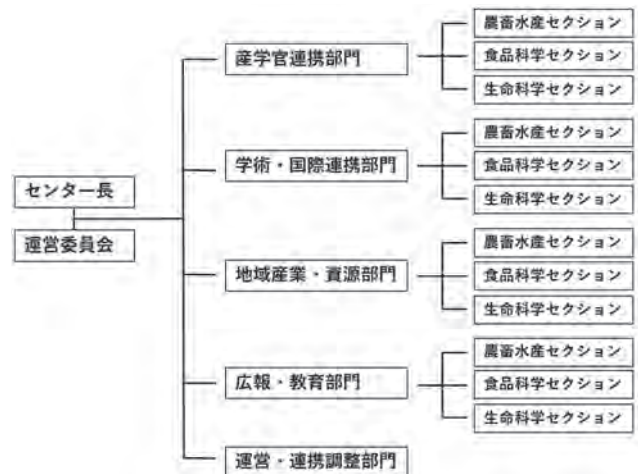 センター長
運営委員会
産学官連携部門
農畜水産セクション
食品科学セクション
生命科学セクション
学術・国際連携部門
農畜水産セクション
食品科学セクション
生命科学セクション
地域産業・資源部門
農畜水産セクション
食品科学セクション
生命科学セクション
広報・教育部門
農畜水産セクション
食品科学セクション
生命科学セクション
運営・連携調整部門